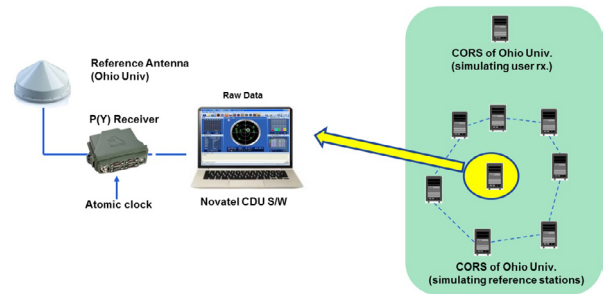 Reference Antenna
(Ohio Univ)
P(Y) Receiver
Atomic clock
Raw Data
Novatel CDU S/W
CORS of Ohio Univ.
(simulating user rx.)
CORS of Ohio Univ.
(simulating reference stations)